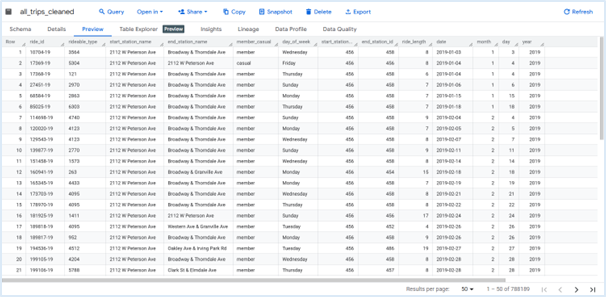 all_trips_cleaned Query Open in Share Copy Snapshot Delete Export Refresh
Schema Details Preview Table Explorer Preview Insights Lineage Data Profile Data Quality
Row ride_id rideable_type start_station_name end_station_name member_casual day_of_week start_station... end_station_id ride_length date month day year
1 10704-19 3564 2112 W Peterson Ave Broadway & Thorndale Ave member Wednesday 456 458 8 2019-01-03 1 3 2019
2 17369-19 5304 2112 W Peterson Ave 2112 W Peterson Ave casual Friday 456 456 8 2019-01-04 1 4 2019
3 17368-19 121 2112 W Peterson Ave Broadway & Thorndale Ave member Monday 456 458 6 2019-01-04 1 4 2019
4 27451-19 2970 2112 W Peterson Ave Broadway & Thorndale Ave member Sunday 456 458 7 2019-01-06 1 6 2019
5 2863 2112 W Peterson Ave Broadway & Thorndale Ave member Monday 456 458 7 2019-01-15 1 15 2019
6 85025-19 6303 2112 W Peterson Ave Broadway & Thorndale Ave member Thursday 456 458 7 2019-01-18 1 18 2019
7 114698-19 4740 2112 W Peterson Ave Broadway & Thorndale Ave member Sunday 456 458 9 2019-02-04 2 4 2019
8 120020-19 4123 2112 W Peterson Ave Broadway & Thorndale Ave member Monday 456 458 7 2019-02-05 2 5 2019
9 129543-19 4123 2112 W Peterson Ave Broadway & Thorndale Ave member Wednesday 456 458 8 2019-02-07 2 7 2019
10 139877-19 2770 2112 W Peterson Ave Broadway & Thorndale Ave member Sunday 456 458 9 2019-02-11 2 11 2019
11 151458-19 1573 2112 W Peterson Ave Broadway & Thorndale Ave member Wednesday 456 458 8 2019-02-14 2 14 2019
12 160941-19 263 2112 W Peterson Ave Broadway & Granville Ave member Monday 456 454 15 2019-02-18 2 18 2019
13 165345-19 4433 2112 W Peterson Ave Broadway & Thorndale Ave member Monday 456 458 7 2019-02-19 2 19 2019
14 173703-19 4095 2112 W Peterson Ave Broadway & Thorndale Ave member Wednesday 456 458 8 2019-02-21 2 21 2019
15 178970-19 4095 2112 W Peterson Ave Broadway & Thorndale Ave member Thursday 456 458 8 2019-02-22 2 22 2019
16 181925-19 1411 2112 W Peterson Ave 2112 W Peterson Ave member Sunday 456 456 17 2019-02-24 2 24 2019
17 189818-19 4095 2112 W Peterson Ave Western Ave & Granville Ave member Tuesday 456 452 4 2019-02-26 2 26 2019
18 189817-19 902 2112 W Peterson Ave Broadway & Thorndale Ave member Monday 456 458 9 2019-02-26 2 26 2019
19 194536-19 4512 2112 W Peterson Ave Oakley Ave & Irving Park Rd member Tuesday 456 19 2019-02-27 2 27 2019
20 199105-19 4204 2112 W Peterson Ave Broadway & Thorndale Ave member Wednesday 456 458 8 2019-02-28 2 28 2019
21 199106-19 5788 2112 W Peterson Ave Clark St & Elmdale Ave member Thursday 456 457 8 2019-02-28 2 28 2019
Results per page: 50 1 – 50 of 788189